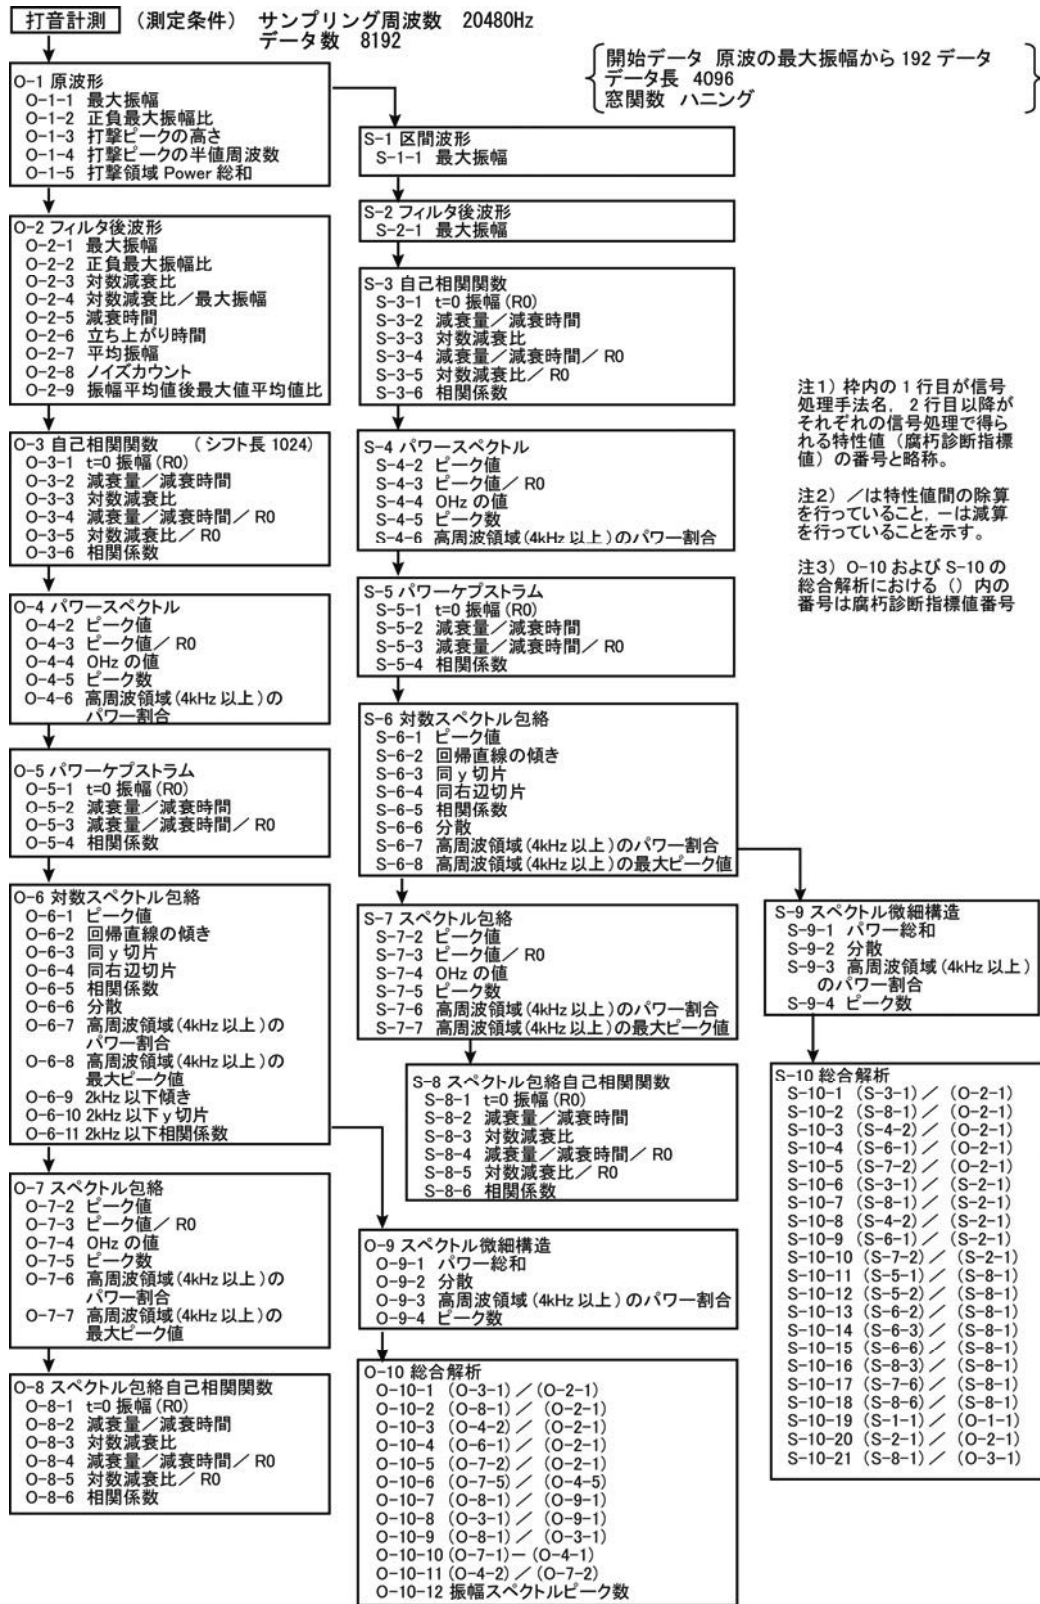 打音計測 (測定条件) サンプリング周波数 20480Hz
データ数 8192
開始データ 原波の最大振幅から 192 データ
データ長 4096
窓関数 ハニング
O-1 原波形
O-1-1 最大振幅
O-1-2 正負最大振幅比
O-1-3 打撃ピークの高さ
O-1-4 打撃ピークの半値周波数
O-1-5 打撃領域 Power 総和
O-2 フィルタ後波形
O-2-1 最大振幅
O-2-2 正負最大振幅比
O-2-3 対数減衰比
O-2-4 対数減衰比／最大振幅
O-2-5 減衰時間
O-2-6 立ち上がり時間
O-2-7 平均振幅
O-2-8 ノイズカウント
O-2-9 振幅平均値後最大値平均値比
O-3 自己相関関数 (シフト長 1024)
O-3-1 t=0 振幅(R0)
O-3-2 減衰量／減衰時間
O-3-3 対数減衰比
O-3-4 減衰量／減衰時間／ R0
O-3-5 対数減衰比／ R0
O-3-6 相関係数
O-4 パワースペクトル
O-4-2 ピーク値
O-4-3 ピーク値／ R0
O-4-4 0Hz の値
O-4-5 ピーク数
O-4-6 高周波領域(4kHz 以上)の
パワー割合
O-5 パワーケプストラム
O-5-1 t=0 振幅(R0)
O-5-2 減衰量／減衰時間
O-5-3 減衰量／減衰時間／ R0
O-5-4 相関係数
O-6 対数スペクトル包絡
O-6-1 ピーク値
O-6-2 回帰直線の傾き
O-6-3 同 y 切片
O-6-4 同右辺切片
O-6-5 相関係数
O-6-6 分散
O-6-7 高周波領域(4kHz 以上)の
パワー割合
O-6-8 高周波領域(4kHz 以上)の
最大ピーク値
O-6-9 2kHz 以下傾き
O-6-10 2kHz 以下 y 切片
O-6-11 2kHz 以下相関係数
O-7 スペクトル包絡
O-7-2 ピーク値
O-7-3 ピーク値／ R0
O-7-4 0Hz の値
O-7-5 ピーク数
O-7-6 高周波領域(4kHz 以上)の
パワー割合
O-7-7 高周波領域(4kHz 以上)の
最大ピーク値
O-8 スペクトル包絡自己相関関数
O-8-1 t=0 振幅(R0)
O-8-2 減衰量／減衰時間
O-8-3 対数減衰比
O-8-4 減衰量／減衰時間／ R0
O-8-5 対数減衰比／ R0
O-8-6 相関係数
S-1 区間波形
S-1-1 最大振幅
S-2 フィルタ後波形
S-2-1 最大振幅
S-3 自己相関関数
S-3-1 t=0 振幅(R0)
S-3-2 減衰量／減衰時間
S-3-3 対数減衰比
S-3-4 減衰量／減衰時間／ R0
S-3-5 対数減衰比／ R0
S-3-6 相関係数
S-4 パワースペクトル
S-4-2 ピーク値
S-4-3 ピーク値／ R0
S-4-4 0Hz の値
S-4-5 ピーク数
S-4-6 高周波領域(4kHz 以上)のパワー割合
S-5 パワーケプストラム
S-5-1 t=0 振幅(R0)
S-5-2 減衰量／減衰時間
S-5-3 減衰量／減衰時間／ R0
S-5-4 相関係数
S-6 対数スペクトル包絡
S-6-1 ピーク値
S-6-2 回帰直線の傾き
S-6-3 同 y 切片
S-6-4 同右辺切片
S-6-5 相関係数
S-6-6 分散
S-6-7 高周波領域(4kHz 以上)のパワー割合
S-6-8 高周波領域(4kHz 以上)の最大ピーク値
S-7 スペクトル包絡
S-7-2 ピーク値
S-7-3 ピーク値／ R0
S-7-4 0Hz の値
S-7-5 ピーク数
S-7-6 高周波領域(4kHz 以上)のパワー割合
S-7-7 高周波領域(4kHz 以上)の最大ピーク値
S-8 スペクトル包絡自己相関関数
S-8-1 t=0 振幅(R0)
S-8-2 減衰量／減衰時間
S-8-3 対数減衰比
S-8-4 減衰量／減衰時間／ R0
S-8-5 対数減衰比／ R0
S-8-6 相関係数
O-9 スペクトル微細構造
O-9-1 パワー総和
O-9-2 分散
O-9-3 高周波領域(4kHz 以上)のパワー割合
O-9-4 ピーク数
O-10 総合解析
O-10-1 (O-3-1)／(O-2-1)
O-10-2 (O-8-1)／ (O-2-1)
O-10-3 (O-4-2)／ (O-2-1)
O-10-4 (O-6-1)／ (O-2-1)
O-10-5 (O-7-2)／ (O-2-1)
O-10-6 (O-7-5)／ (O-4-5)
O-10-7 (O-8-1)／ (O-9-1)
O-10-8 (O-3-1)／ (O-9-1)
O-10-9 (O-8-1)／ (O-3-1)
O-10-10 (O-7-1)－ (O-4-1)
O-10-11 (O-4-2)／ (O-7-2)
O-10-12 振幅スペクトルピーク数
注1) 枠内の 1 行目が信号
処理手法名，2 行目以降が
それぞれの信号処理で得ら
れる特性値（腐朽診断指標
値）の番号と略称。
注2) ／は特性値間の除算
を行っていること，－は減算
を行っていることを示す。
注3) O-10 および S-10 の
総合解析における () 内の
番号は腐朽診断指標値番号
S-9 スペクトル微細構造
S-9-1 パワー総和
S-9-2 分散
S-9-3 高周波領域(4kHz 以上)
のパワー割合
S-9-4 ピーク数
S-10 総合解析
S-10-1 (S-3-1)／ (O-2-1)
S-10-2 (S-8-1)／ (O-2-1)
S-10-3 (S-4-2)／ (O-2-1)
S-10-4 (S-6-1)／ (O-2-1)
S-10-5 (S-7-2)／ (O-2-1)
S-10-6 (S-3-1)／ (S-2-1)
S-10-7 (S-8-1)／ (S-2-1)
S-10-8 (S-4-2)／ (S-2-1)
S-10-9 (S-6-1)／ (S-2-1)
S-10-10 (S-7-2)／ (S-2-1)
S-10-11 (S-5-1)／ (S-8-1)
S-10-12 (S-5-2)／ (S-8-1)
S-10-13 (S-6-2)／ (S-8-1)
S-10-14 (S-6-3)／ (S-8-1)
S-10-15 (S-6-6)／ (S-8-1)
S-10-16 (S-8-3)／ (S-8-1)
S-10-17 (S-7-6)／ (S-8-1)
S-10-18 (S-8-6)／ (S-8-1)
S-10-19 (S-1-1)／ (O-1-1)
S-10-20 (S-2-1)／ (O-2-1)
S-10-21 (S-8-1)／ (O-3-1)